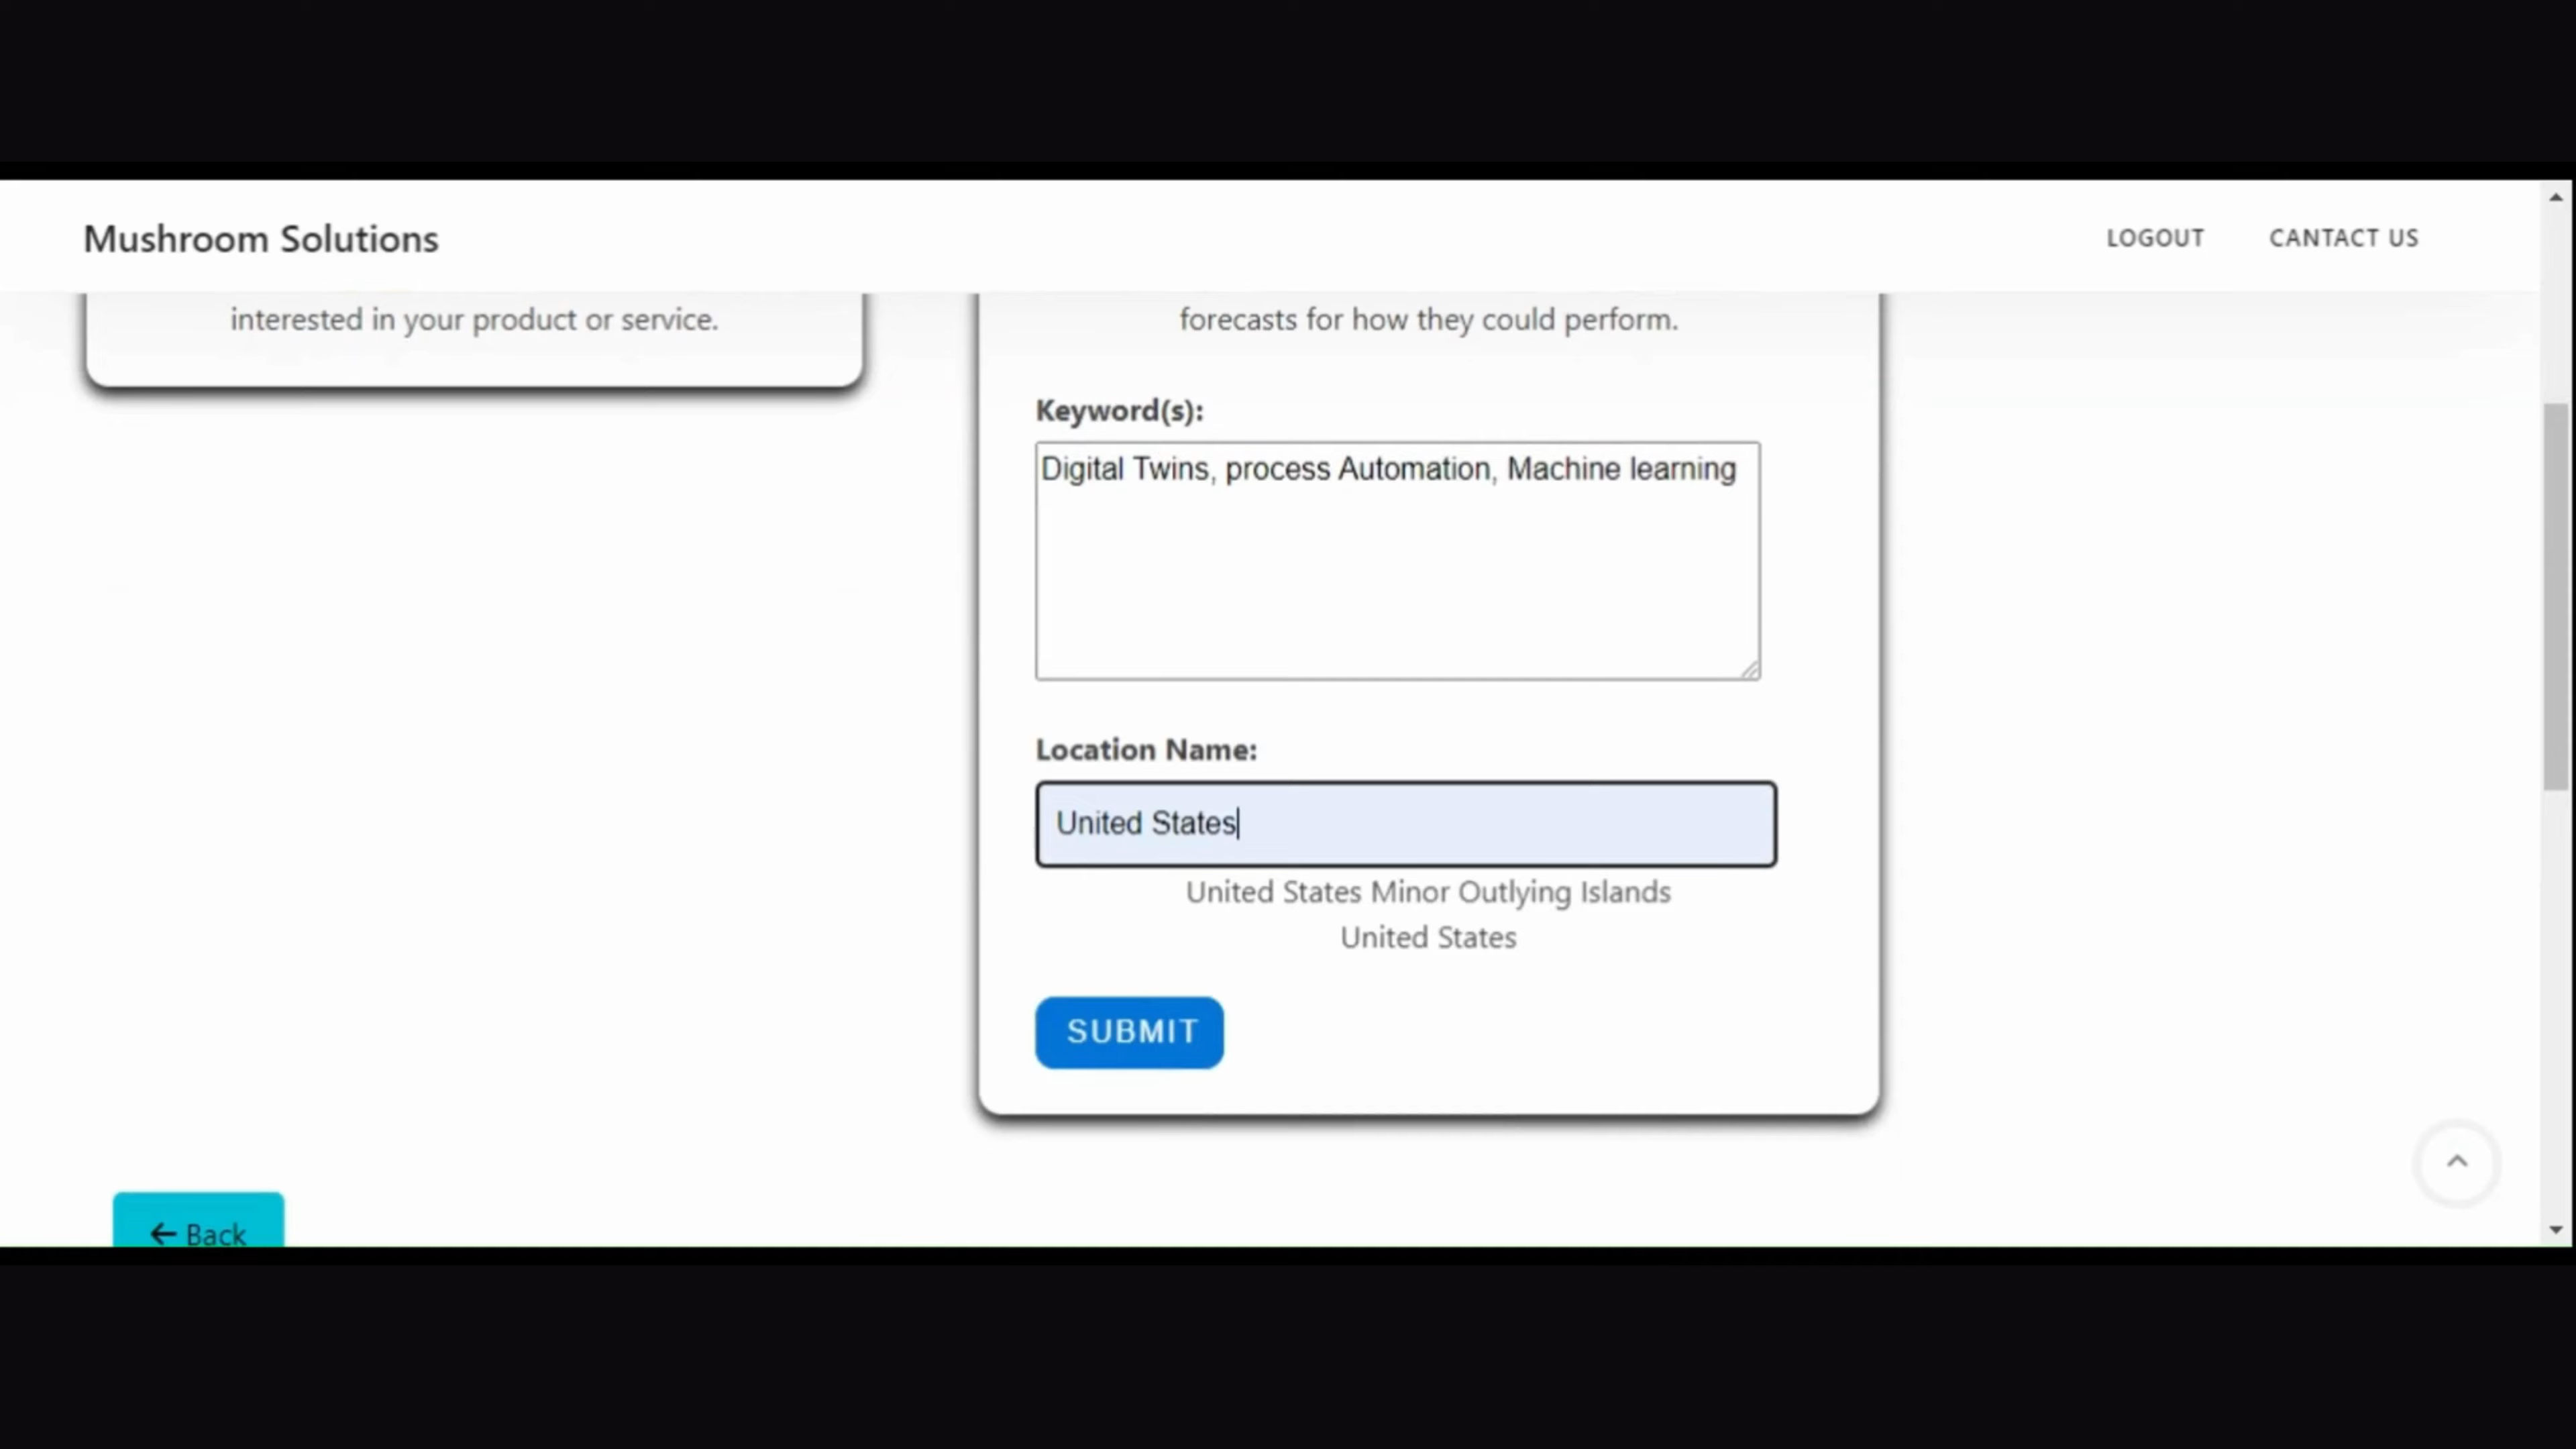 Mushroom Solutions
LOGOUT
CANTACT US
interested in your product or service.
forecasts for how they could perform.
Keyword(s):
Digital Twins, process Automation, Machine learning
Location Name:
United States
United States Minor Outlying Islands
United States
SUBMIT
← Back